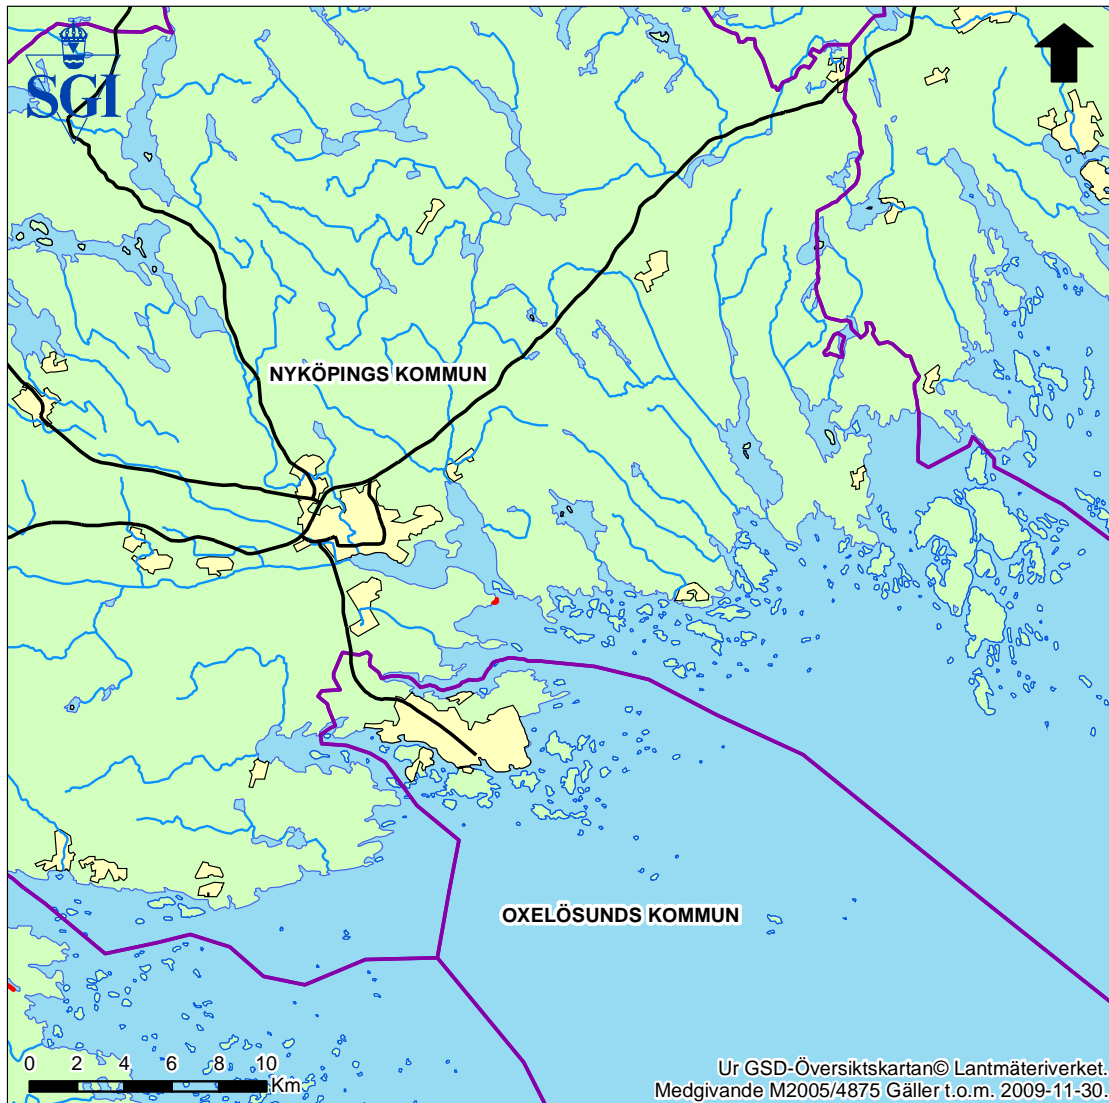 SGI
NYKÖPINGS KOMMUN
OXELÖSUNDS KOMMUN
0 2 4 6 8 10
Km
Ur GSD-Översiktskartan© Lantmäteriverket.
Medgivande M2005/4875 Gäller t.o.m. 2009-11-30.